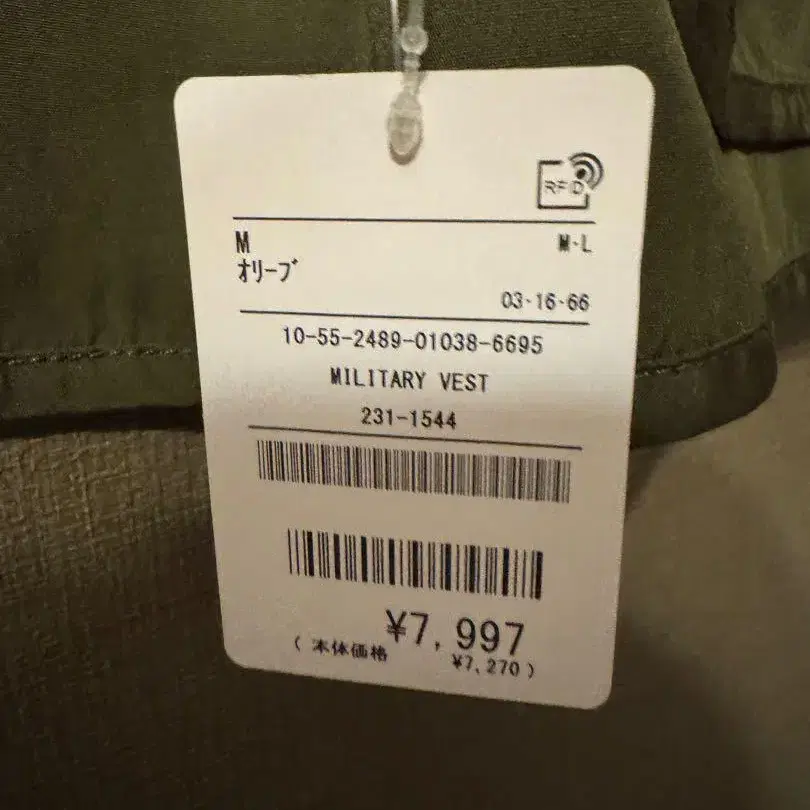 RFID
M M·L
ｵﾘｰﾌﾞ
03·16·66
10-55-2489-01038-6695
MILITARY VEST
231-1544
¥7,997
( 本体価格 ¥7,270 )